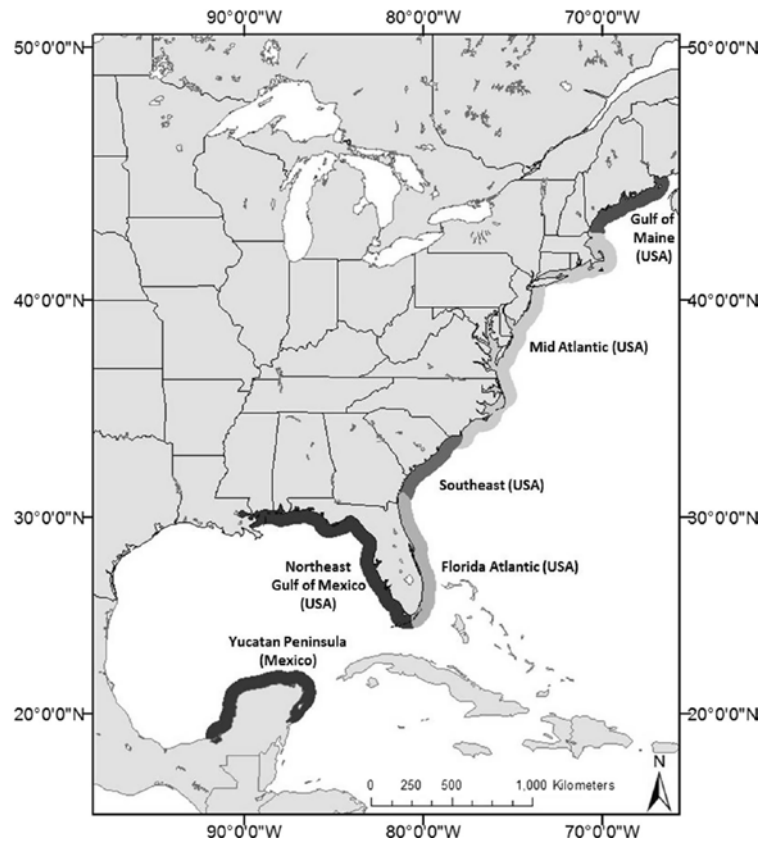 90°0'0"W 80°0'0"W 70°0'0"W
50°0'0"N 50°0'0"N
Gulf of
Maine
(USA)
40°0'0"N 40°0'0"N
Mid Atlantic (USA)
Southeast (USA)
30°0'0"N 30°0'0"N
Northeast
Gulf of Mexico
(USA)
Florida Atlantic (USA)
Yucatan Peninsula
(Mexico)
20°0'0"N 20°0'0"N
N
0 250 500 1,000 Kilometers
90°0'0"W 80°0'0"W 70°0'0"W